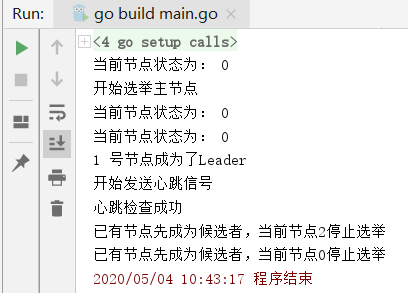 Run: go build main.go ×
<4 go setup calls>
当前节点状态为： 0
开始选举主节点
当前节点状态为： 0
当前节点状态为： 0
1 号节点成为了Leader
开始发送心跳信号
心跳检查成功
已有节点先成为候选者，当前节点2停止选举
已有节点先成为候选者，当前节点0停止选举
2020/05/04 10:43:17 程序结束